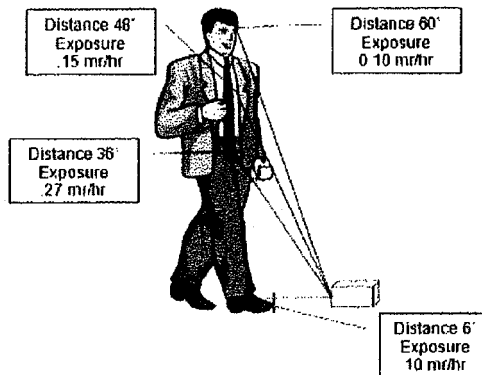 Distance 48"
Exposure
.15 mr/hr
Distance 60"
Exposure
0.10 mr/hr
Distance 36"
Exposure
.27 mr/hr
Distance 6"
Exposure
10 mr/hr